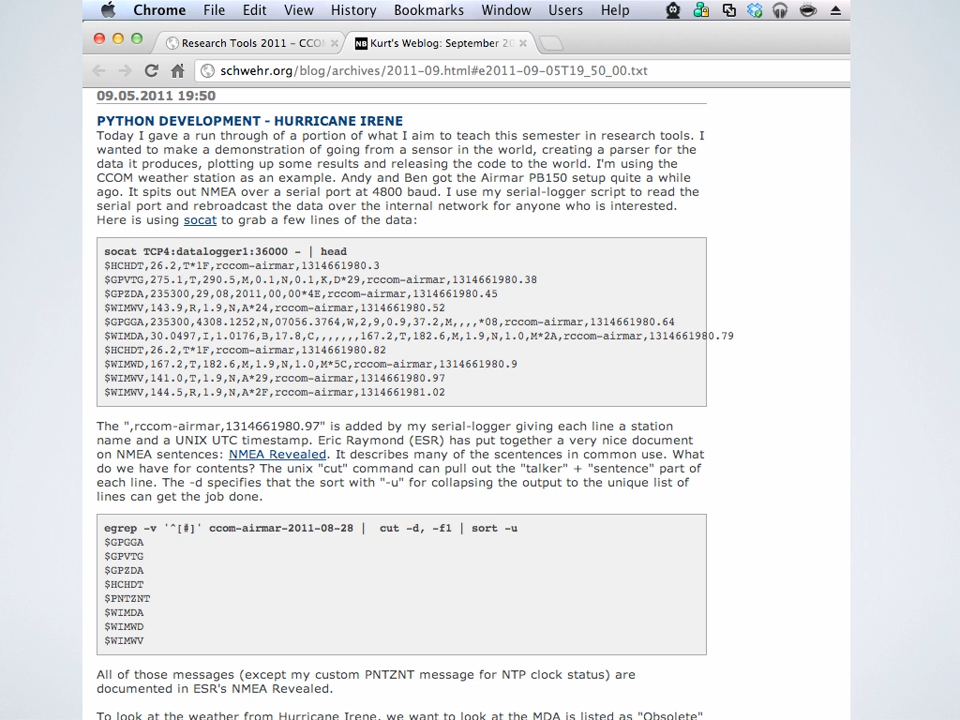 Chrome File Edit View History Bookmarks Window Users Help
Research Tools 2011 – CCOM
Kurt's Weblog: September 20
schwehr.org/blog/archives/2011-09.html#e2011-09-05T19_50_00.txt
09.05.2011 19:50
PYTHON DEVELOPMENT - HURRICANE IRENE
Today I gave a run through of a portion of what I aim to teach this semester in research tools. I
wanted to make a demonstration of going from a sensor in the world, creating a parser for the
data it produces, plotting up some results and releasing the code to the world. I'm using the
CCOM weather station as an example. Andy and Ben got the Airmar PB150 setup quite a while
ago. It spits out NMEA over a serial port at 4800 baud. I use my serial-logger script to read the
serial port and rebroadcast the data over the internal network for anyone who is interested.
Here is using socat to grab a few lines of the data:
socat TCP4:datalogger1:36000 - | head
$HCHDT,26.2,T*1F,rccom-airmar,1314661980.3
$GPVTG,275.1,T,290.5,M,0.1,N,0.1,K,D*29,rccom-airmar,1314661980.38
$GPZDA,235300,29,08,2011,00,00*4E,rccom-airmar,1314661980.45
$WIMWV,143.9,R,1.9,N,A*24,rccom-airmar,1314661980.52
$GPGGA,235300,4308.1252,N,07056.3764,W,2,9,0.9,37.2,M,,,,*08,rccom-airmar,1314661980.64
$WIMDA,30.0497,I,1.0176,B,17.8,C,,,,,,,167.2,T,182.6,M,1.9,N,1.0,M*2A,rccom-airmar,1314661980.79
$HCHDT,26.2,T*1F,rccom-airmar,1314661980.82
$WIMWD,167.2,T,182.6,M,1.9,N,1.0,M*5C,rccom-airmar,1314661980.9
$WIMWV,141.0,T,1.9,N,A*29,rccom-airmar,1314661980.97
$WIMWV,144.5,R,1.9,N,A*2F,rccom-airmar,1314661981.02
The ",rccom-airmar,1314661980.97" is added by my serial-logger giving each line a station
name and a UNIX UTC timestamp. Eric Raymond (ESR) has put together a very nice document
on NMEA sentences: NMEA Revealed. It describes many of the scentences in common use. What
do we have for contents? The unix "cut" command can pull out the "talker" + "sentence" part of
each line. The -d specifies that the sort with "-u" for collapsing the output to the unique list of
lines can get the job done.
egrep -v '^[#]' ccom-airmar-2011-08-28 | cut -d, -f1 | sort -u
$GPGGA
$GPVTG
$GPZDA
$HCHDT
$PNTZNT
$WIMDA
$WIMWD
$WIMWV
All of those messages (except my custom PNTZNT message for NTP clock status) are
documented in ESR's NMEA Revealed.
To look at the weather from Hurricane Irene, we want to look at the MDA is listed as "Obsolete"